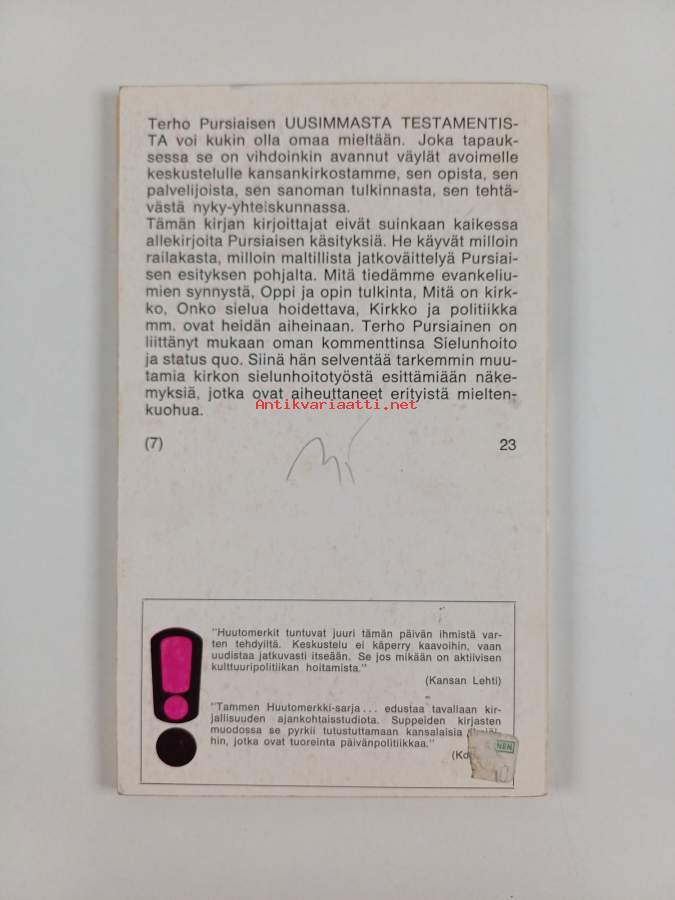 Terho Pursiaisen UUSIMMASTA TESTAMENTIS-
TA voi kukin olla omaa mieltään. Joka tapauk-
sessa se on vihdoinkin avannut väylät avoimelle
keskustelulle kansankirkostamme, sen opista, sen
palvelijoista, sen sanoman tulkinnasta, sen tehtä-
västä nyky-yhteiskunnassa.
Tämän kirjan kirjoittajat eivät suinkaan kaikessa
allekirjoita Pursiaisen käsityksiä. He käyvät milloin
railakasta, milloin maltillista jatkoväittelyä Pursiai-
sen esityksen pohjalta. Mitä tiedämme evankeliu-
mien synnystä, Oppi ja opin tulkinta, Mitä on kirk-
ko, Onko sielua hoidettava, Kirkko ja politiikka
mm. ovat heidän aiheinaan. Terho Pursiainen on
liittänyt mukaan oman kommenttinsa Sielunhoito
ja status quo. Siinä hän selventää tarkemmin muu-
tamia kirkon sielunhoitotyöstä esittämiään näke-
myksiä, jotka ovat aiheuttaneet erityistä mielten-
kuohua.
Antikvariaatti.net
(7) 23
"Huutomerkit tuntuvat juuri tämän päivän ihmistä var-
ten tehdyiltä. Keskustelu ei käperry kaavoihin, vaan
uudistaa jatkuvasti itseään. Se jos mikään on aktiivisen
kulttuuripolitiikan hoitamista."
(Kansan Lehti)
"Tammen Huutomerkki-sarja... edustaa tavallaan kir-
jallisuuden ajankohtaisstudiota. Suppeiden kirjasten
muodossa se pyrkii tutustuttamaan kansalaisia
hin, jotka ovat tuoreinta päivänpolitiikkaa."
NEN